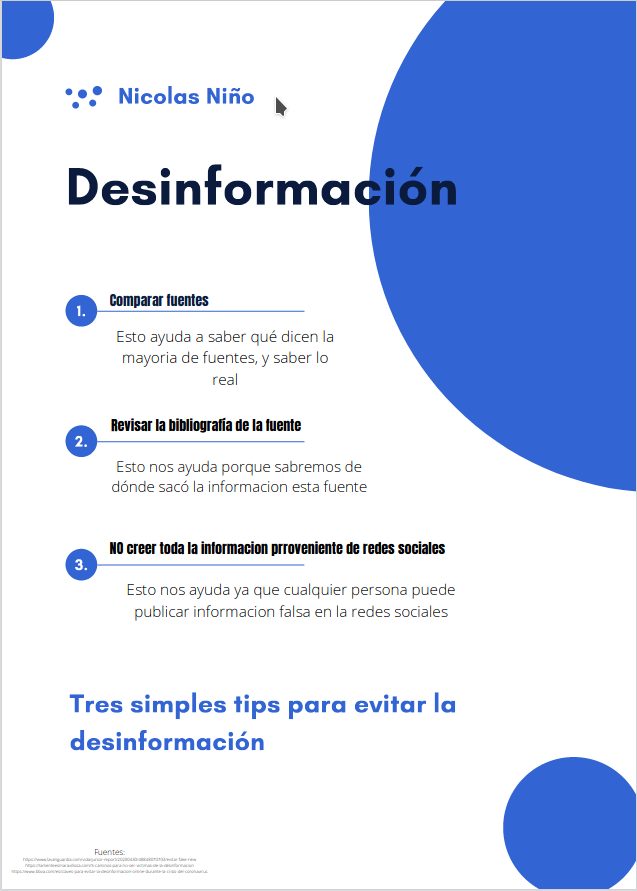 Nicolas Niño
Desinformación
1.
Comparar fuentes
Esto ayuda a saber qué dicen la
mayoria de fuentes, y saber lo
real
2.
Revisar la bibliografía de la fuente
Esto nos ayuda porque sabremos de
dónde sacó la informacion esta fuente
3.
NO creer toda la informacion prroveniente de redes sociales
Esto nos ayuda ya que cualquier persona puede
publicar informacion falsa en la redes sociales
Tres simples tips para evitar la
desinformación
Fuentes: